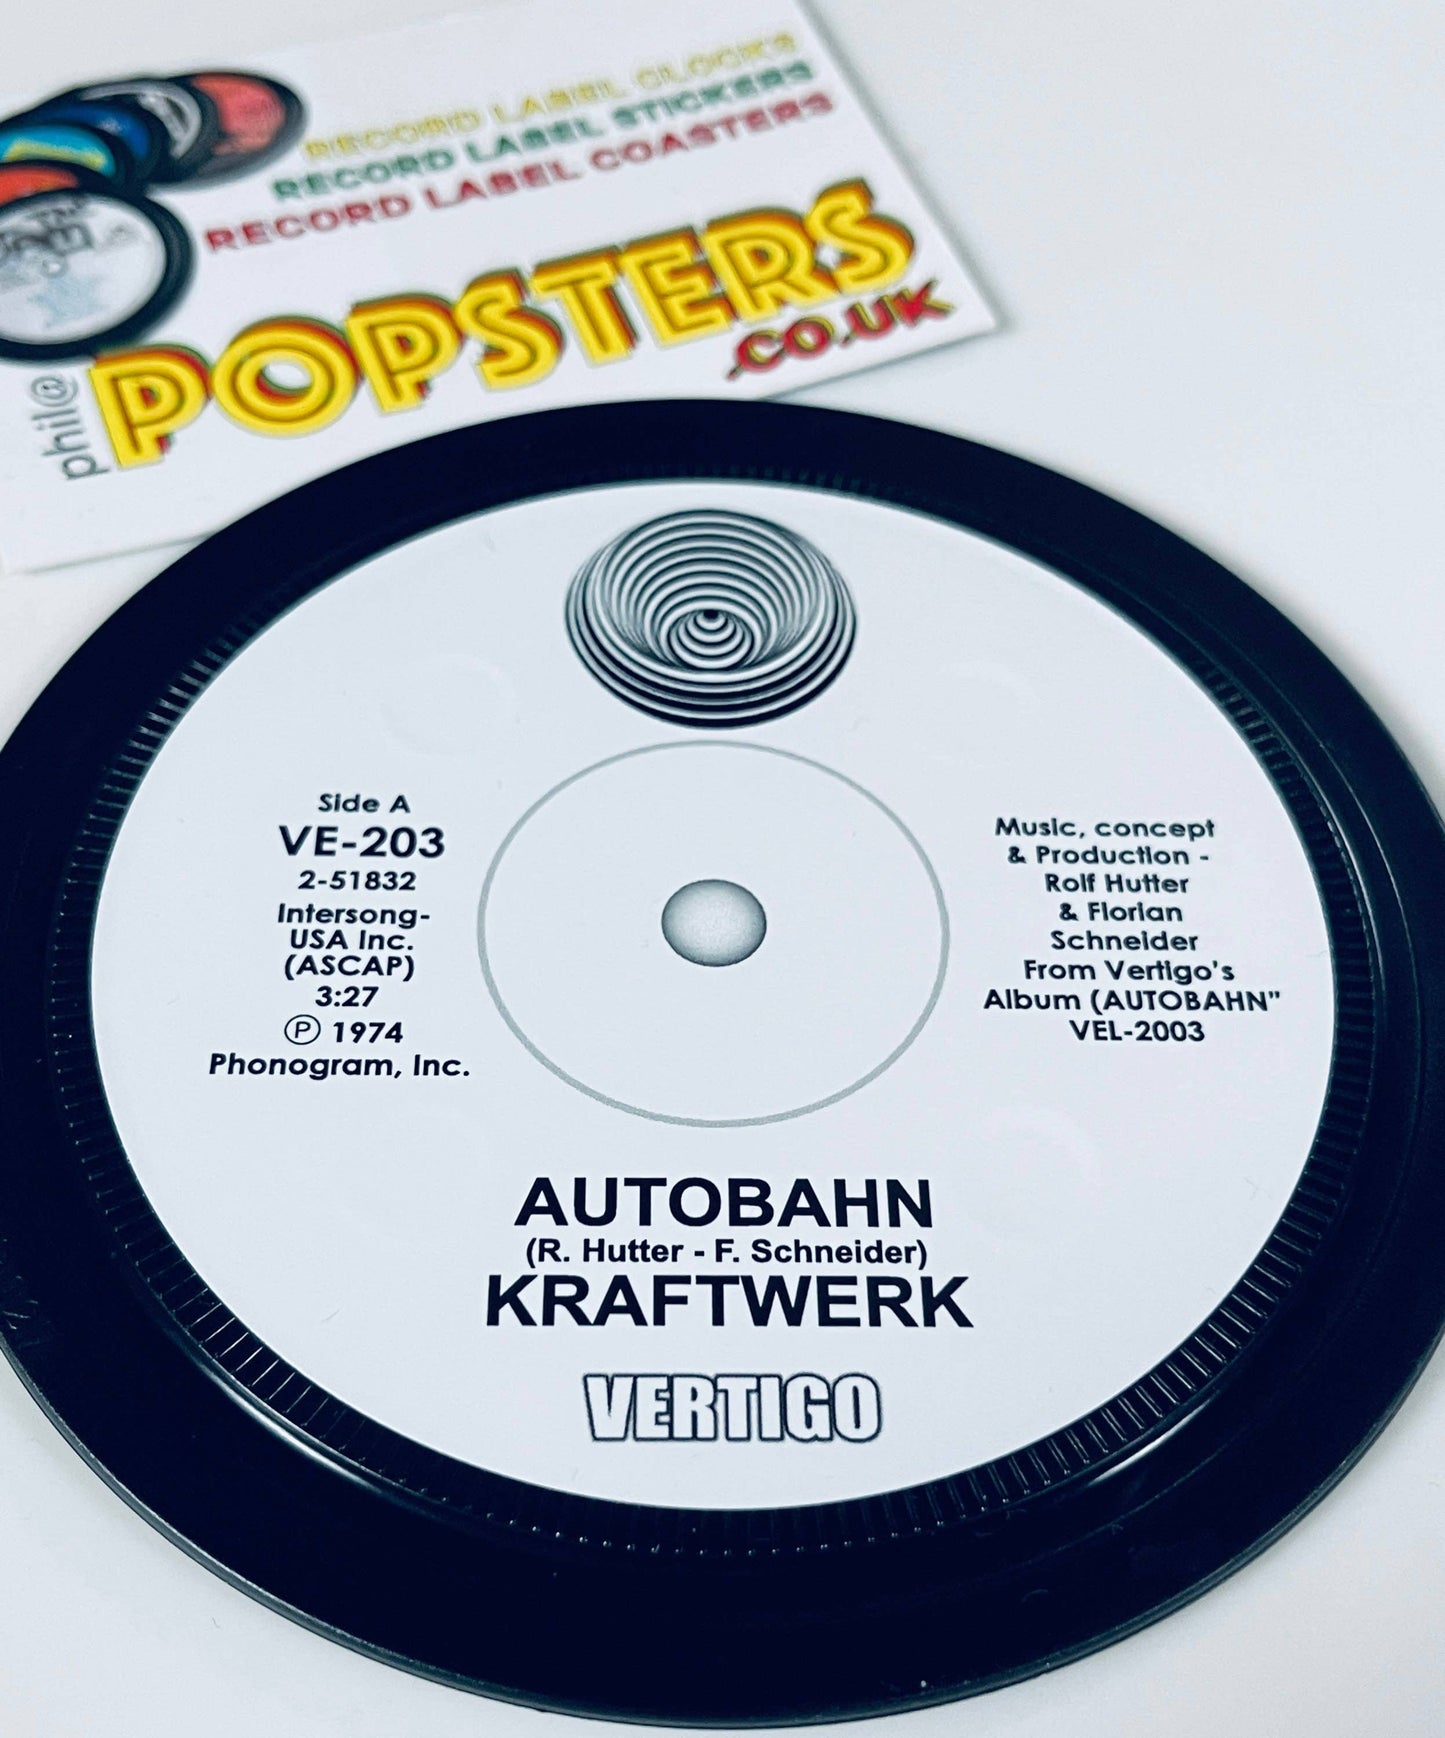 RECORD LABEL CLOCKS
RECORD LABEL STICKERS
RECORD LABEL COASTERS
phil@
POPSTERS
.CO.UK
Side A
VE-203
2-51832
Intersong-
USA Inc.
(ASCAP)
3:27
Ⓟ 1974
Phonogram, Inc.
Music, concept
& Production -
Rolf Hutter
& Florian
Schneider
From Vertigo's
Album (AUTOBAHN"
VEL-2003
AUTOBAHN
(R. Hutter - F. Schneider)
KRAFTWERK
VERTIGO